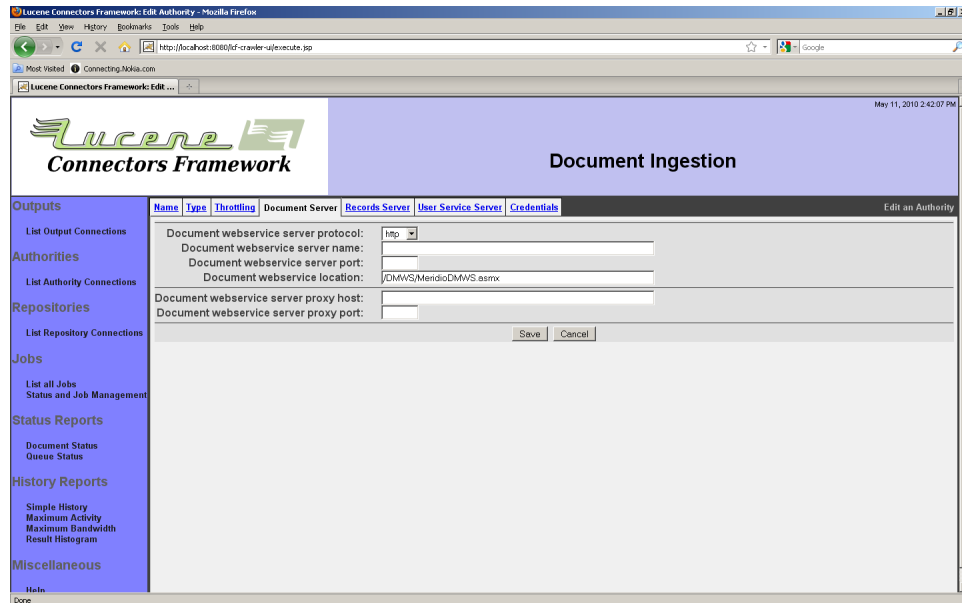 Lucene Connectors Framework: Edit Authority - Mozilla Firefox
File Edit View History Bookmarks Tools Help
http://localhost:8080/lcf-crawler-ui/execute.jsp
Google
Most Visited Connecting.Nokia.com
Lucene Connectors Framework: Edit ...
May 11, 2010 2:42:07 PM
Lucene
Connectors Framework
Document Ingestion
Name Type Throttling Document Server Records Server User Service Server Credentials Edit an Authority
Outputs
List Output Connections
Authorities
List Authority Connections
Repositories
List Repository Connections
Jobs
List all Jobs
Status and Job Management
Status Reports
Document Status
Queue Status
History Reports
Simple History
Maximum Activity
Maximum Bandwidth
Result Histogram
Miscellaneous
Help
Document webservice server protocol: http
Document webservice server name:
Document webservice server port:
Document webservice location: /DMWS/MeridioDMWS.asmx
Document webservice server proxy host:
Document webservice server proxy port:
Save Cancel
Done